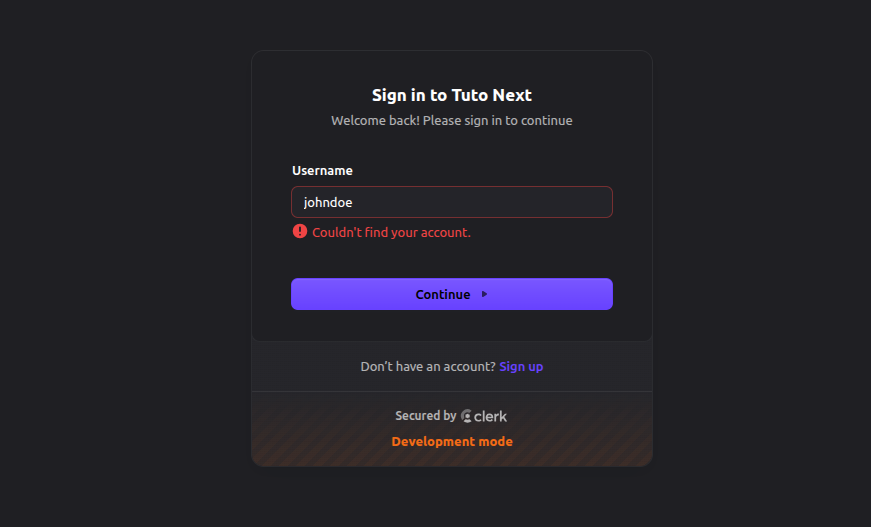 Sign in to Tuto Next
Welcome back! Please sign in to continue
Username
johndoe
Couldn't find your account.
Continue
Don't have an account? Sign up
Secured by clerk
Development mode